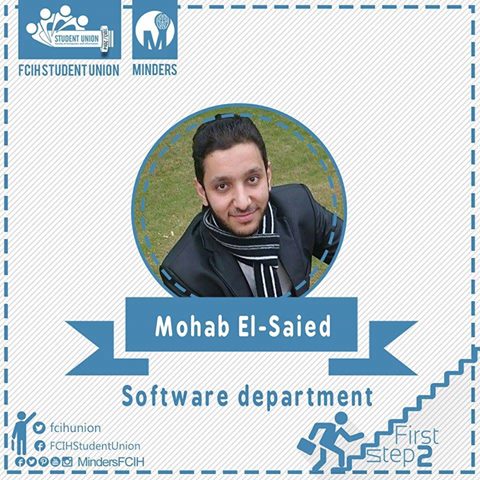 STUDENT UNION
FCIH STUDENT UNION
MINDERS
Mohab El-Saied
Software department
fcihunion
FCIHStudentUnion
MindersFCIH
First
step2